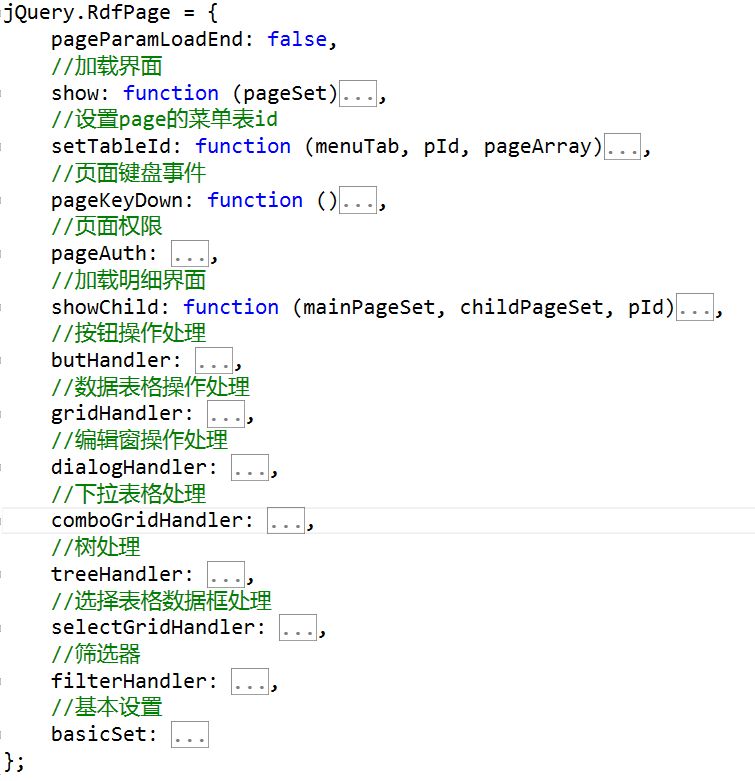 jQuery.RdfPage = {
    pageParamLoadEnd: false,
    //加载界面
    show: function (pageSet)...,
    //设置page的菜单表id
    setTableId: function (menuTab, pId, pageArray)...,
    //页面键盘事件
    pageKeyDown: function ()...,
    //页面权限
    pageAuth: ...,
    //加载明细界面
    showChild: function (mainPageSet, childPageSet, pId)...,
    //按钮操作处理
    butHandler: ...,
    //数据表格操作处理
    gridHandler: ...,
    //编辑窗操作处理
    dialogHandler: ...,
    //下拉表格处理
    comboGridHandler: ...,
    //树处理
    treeHandler: ...,
    //选择表格数据框处理
    selectGridHandler: ...,
    //筛选器
    filterHandler: ...,
    //基本设置
    basicSet: ...
};